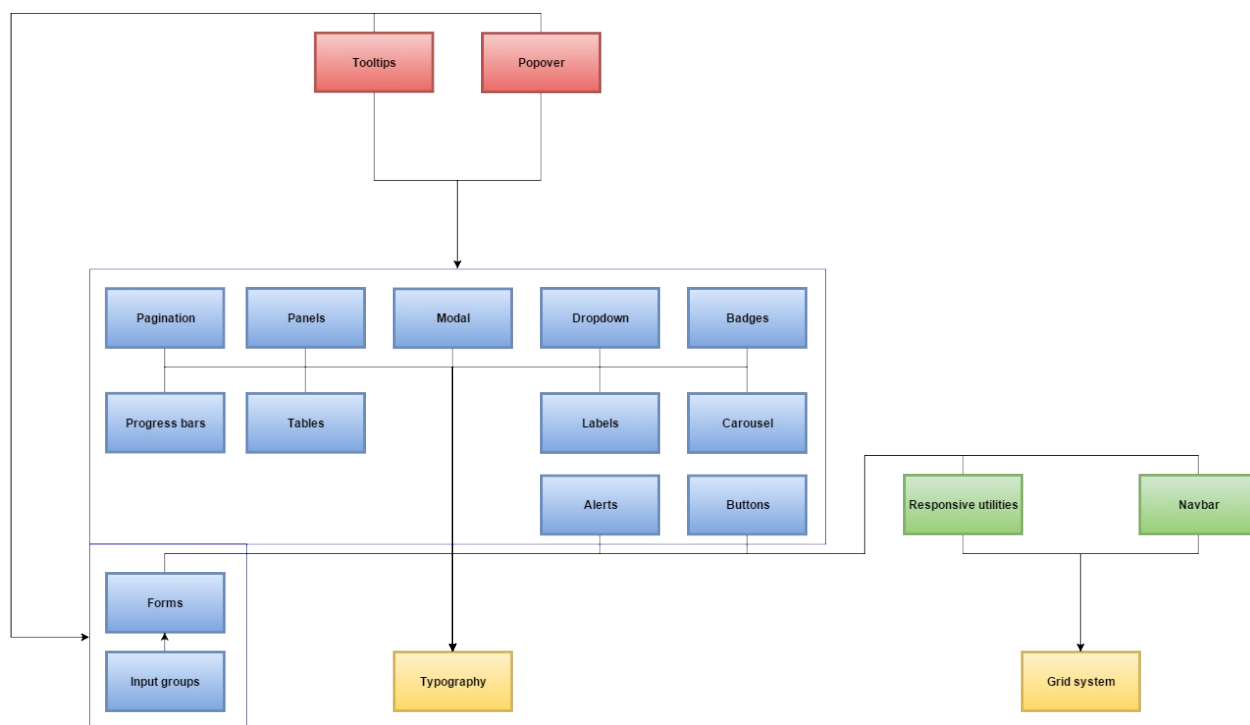 Tooltips
Popover
Pagination
Panels
Modal
Dropdown
Badges
Progress bars
Tables
Labels
Carousel
Alerts
Buttons
Responsive utilities
Navbar
Forms
Input groups
Typography
Grid system